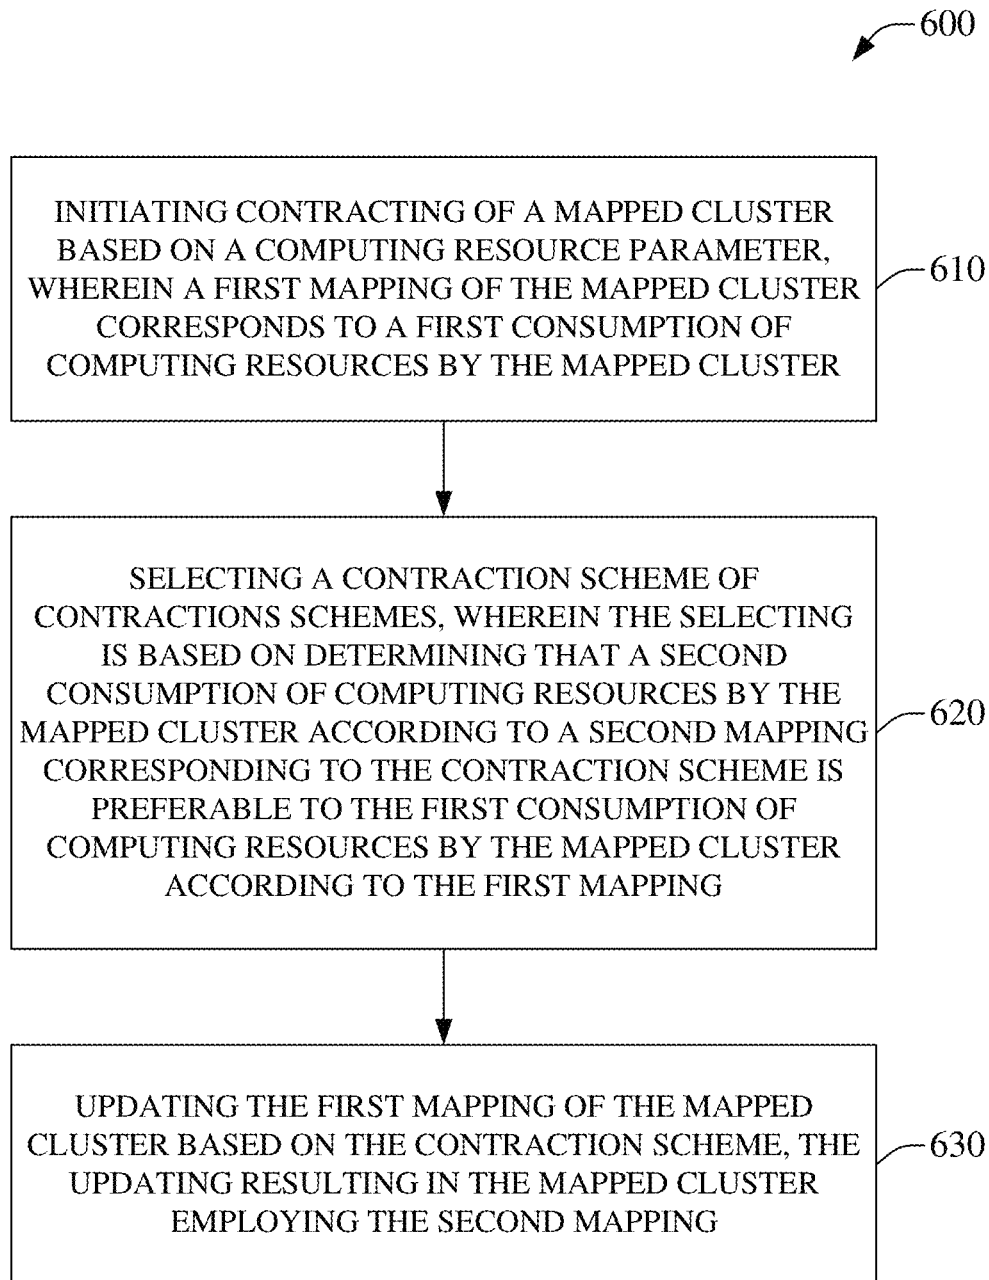 600
INITIATING CONTRACTING OF A MAPPED CLUSTER
BASED ON A COMPUTING RESOURCE PARAMETER,
WHEREIN A FIRST MAPPING OF THE MAPPED CLUSTER
CORRESPONDS TO A FIRST CONSUMPTION OF
COMPUTING RESOURCES BY THE MAPPED CLUSTER
610
SELECTING A CONTRACTION SCHEME OF
CONTRACTIONS SCHEMES, WHEREIN THE SELECTING
IS BASED ON DETERMINING THAT A SECOND
CONSUMPTION OF COMPUTING RESOURCES BY THE
MAPPED CLUSTER ACCORDING TO A SECOND MAPPING
CORRESPONDING TO THE CONTRACTION SCHEME IS
PREFERABLE TO THE FIRST CONSUMPTION OF
COMPUTING RESOURCES BY THE MAPPED CLUSTER
ACCORDING TO THE FIRST MAPPING
620
UPDATING THE FIRST MAPPING OF THE MAPPED
CLUSTER BASED ON THE CONTRACTION SCHEME, THE
UPDATING RESULTING IN THE MAPPED CLUSTER
EMPLOYING THE SECOND MAPPING
630